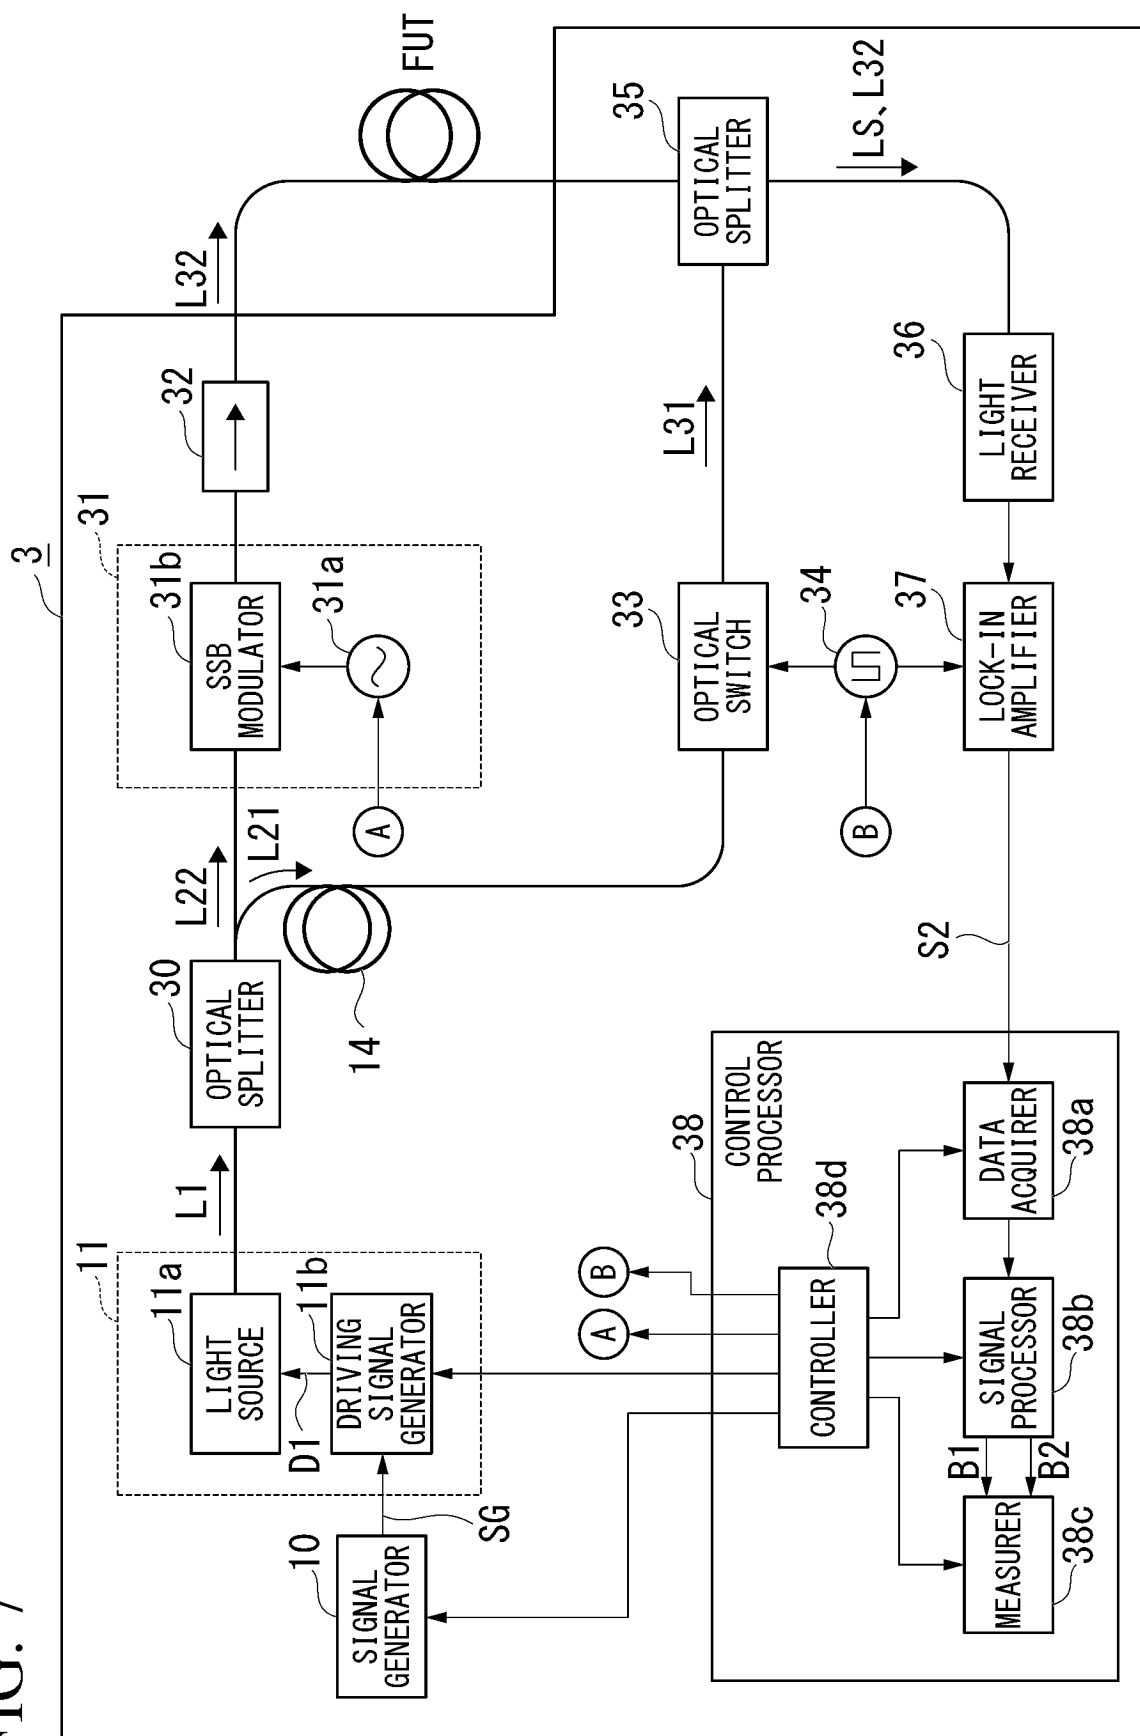 FIG. 7
3
11
11a
LIGHT
SOURCE
D1
11b
DRIVING
SIGNAL
GENERATOR
SG
10
SIGNAL
GENERATOR
L1
30
OPTICAL
SPLITTER
L22
L21
14
31
31b
SSB
MODULATOR
31a
A
32
L32
FUT
33
OPTICAL
SWITCH
L31
34
B
35
OPTICAL
SPLITTER
LS、L32
36
LIGHT
RECEIVER
37
LOCK-IN
AMPLIFIER
S2
38
CONTROL
PROCESSOR
B
A
38d
CONTROLLER
DATA
ACQUIRER
38a
SIGNAL
PROCESSOR
38b
B1
B2
MEASURER
38c